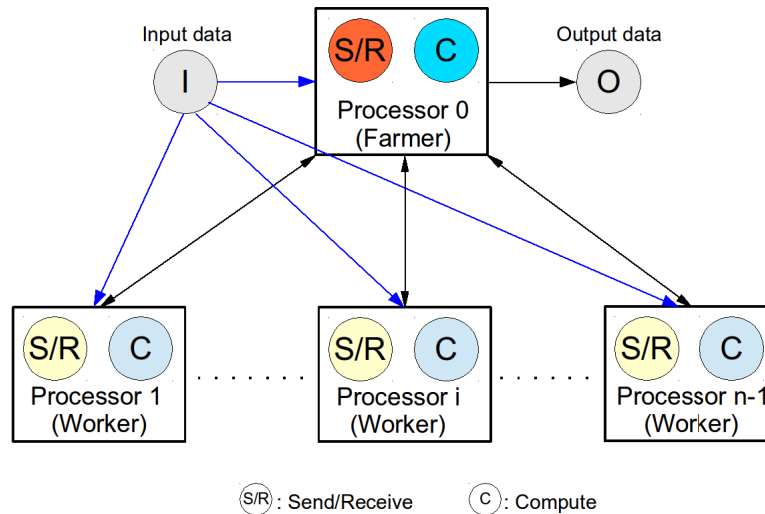 Input data
I
S/R
C
Processor 0
(Farmer)
Output data
O
S/R
C
Processor 1
(Worker)
S/R
C
Processor i
(Worker)
S/R
C
Processor n-1
(Worker)
S/R : Send/Receive
C : Compute